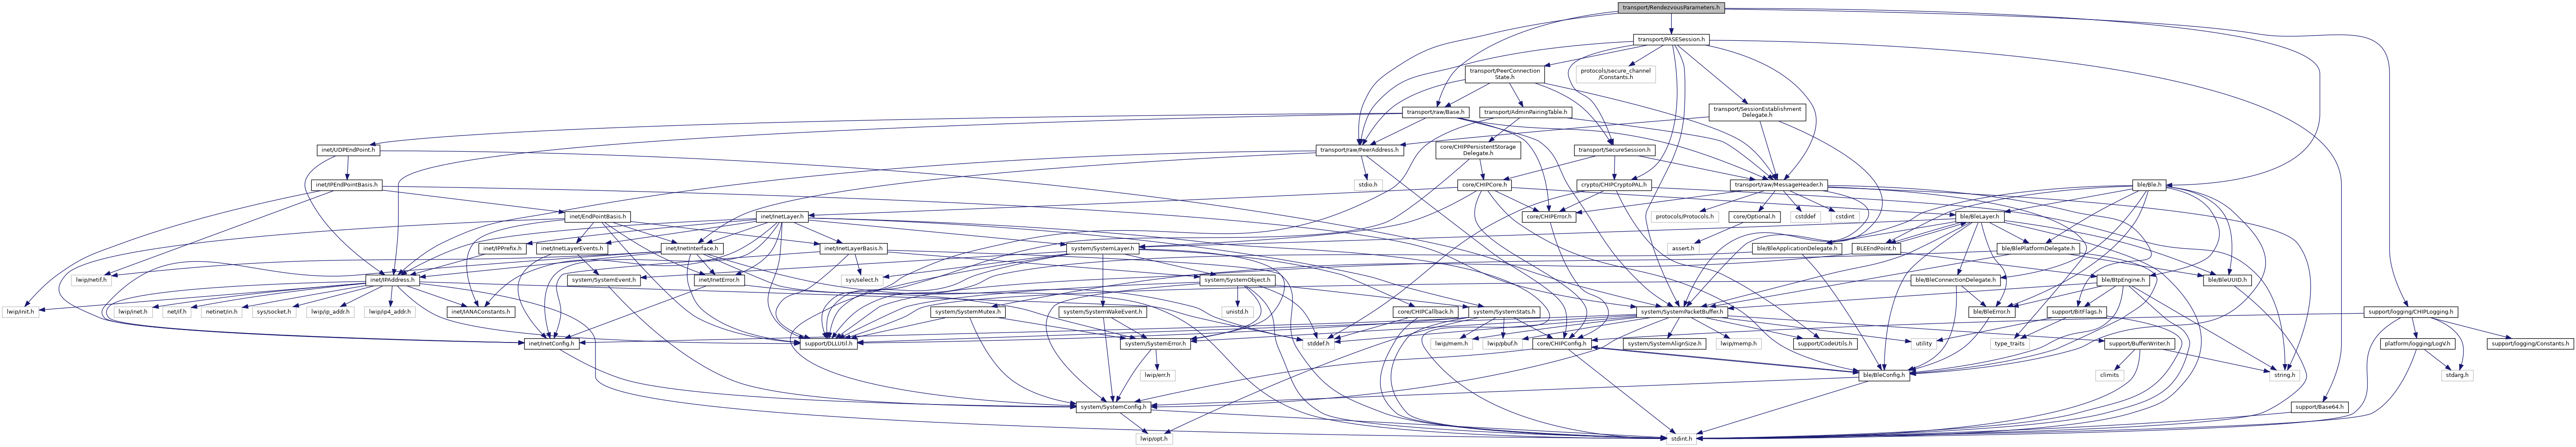 transport/RendezvousParameters.h
transport/PASESession.h
transport/PeerConnection
State.h
protocols/secure_channel
/Constants.h
transport/raw/Base.h
transport/AdminPairingTable.h
transport/SessionEstablishment
Delegate.h
inet/UDPEndPoint.h
transport/raw/PeerAddress.h
core/CHIPPersistentStorage
Delegate.h
transport/SecureSession.h
inet/IPEndPointBasis.h
stdio.h
core/CHIPCore.h
crypto/CHIPCryptoPAL.h
transport/raw/MessageHeader.h
ble/Ble.h
inet/EndPointBasis.h
inet/InetLayer.h
core/CHIPError.h
protocols/Protocols.h
core/Optional.h
cstddef
cstdint
ble/BleLayer.h
inet/IPPrefix.h
inet/InetLayerEvents.h
inet/InetInterface.h
inet/InetLayerBasis.h
system/SystemLayer.h
assert.h
ble/BleApplicationDelegate.h
BLEEndPoint.h
ble/BlePlatformDelegate.h
lwip/netif.h
inet/IPAddress.h
system/SystemEvent.h
inet/InetError.h
sys/select.h
system/SystemObject.h
ble/BleConnectionDelegate.h
ble/BtpEngine.h
ble/BleUUID.h
lwip/init.h
lwip/inet.h
net/if.h
netinet/in.h
sys/socket.h
lwip/ip_addr.h
lwip/ip4_addr.h
inet/IANAConstants.h
system/SystemMutex.h
system/SystemWakeEvent.h
unistd.h
core/CHIPCallback.h
system/SystemStats.h
system/SystemPacketBuffer.h
ble/BleError.h
support/BitFlags.h
support/logging/CHIPLogging.h
inet/InetConfig.h
support/DLLUtil.h
system/SystemError.h
stddef.h
lwip/mem.h
lwip/pbuf.h
core/CHIPConfig.h
system/SystemAlignSize.h
lwip/memp.h
support/CodeUtils.h
utility
type_traits
support/BufferWriter.h
platform/logging/LogV.h
support/logging/Constants.h
lwip/err.h
ble/BleConfig.h
climits
string.h
stdarg.h
system/SystemConfig.h
support/Base64.h
lwip/opt.h
stdint.h